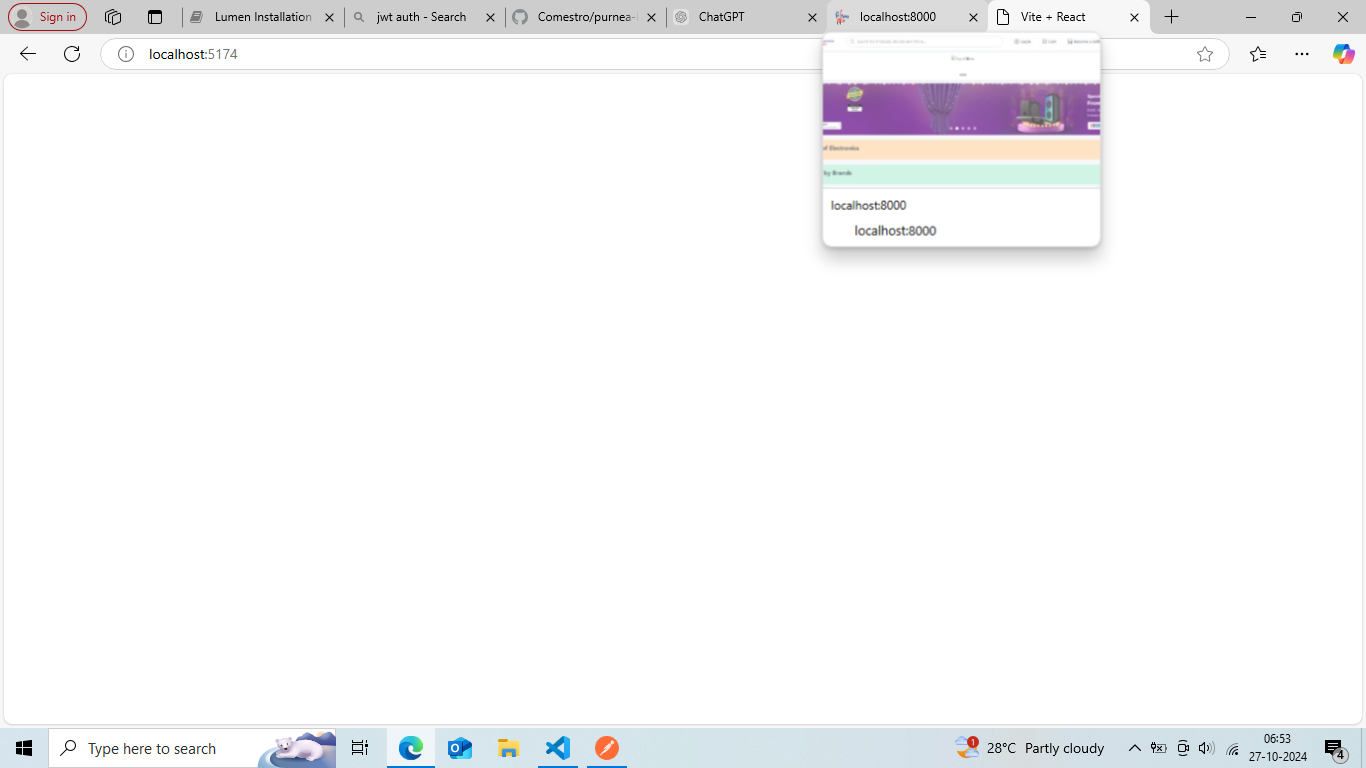 Sign in
Lumen Installation
jwt auth - Search
Comestro/purnea-
ChatGPT
localhost:8000
Vite + React
localhost:5174
of Electronics
by Brands
localhost:8000
localhost:8000
Type here to search
1
28°C Partly cloudy
06:53
27-10-2024
4